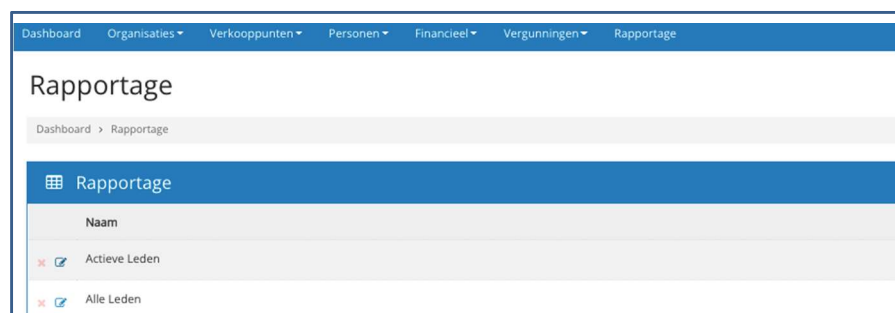 Dashboard Organisaties Verkooppunten Personen Financieel Vergunningen Rapportage
Rapportage
Dashboard > Rapportage
Rapportage
Naam
Actieve Leden
Alle Leden